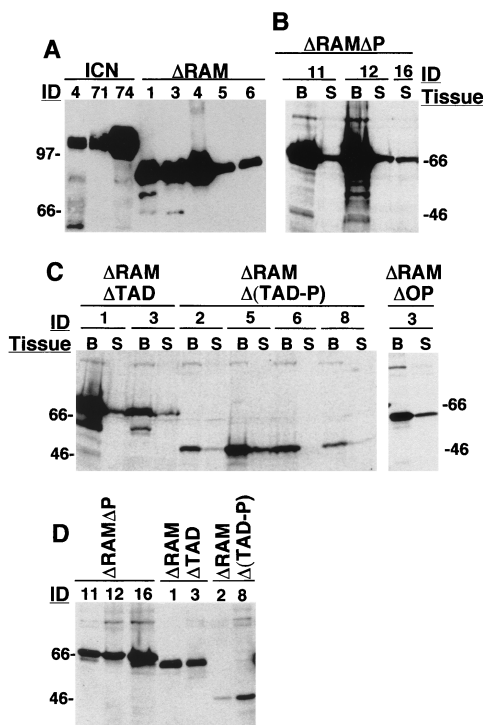 A
ICN ΔRAM
ID 4 71 74 1 3 4 5 6
97-
66-
B
ΔRAMΔP
11 12 16 ID
B S B S S Tissue
-66
-46
C
ΔRAM ΔRAM ΔRAM
ΔTAD Δ(TAD-P) ΔOP
ID 1 3 2 5 6 8 3
Tissue B S B S B S B S B S B S B S
66- -66
46- -46
D
ΔRAMΔP ΔRAM ΔTAD ΔRAM Δ(TAD-P)
ID 11 12 16 1 3 2 8
66-
46-